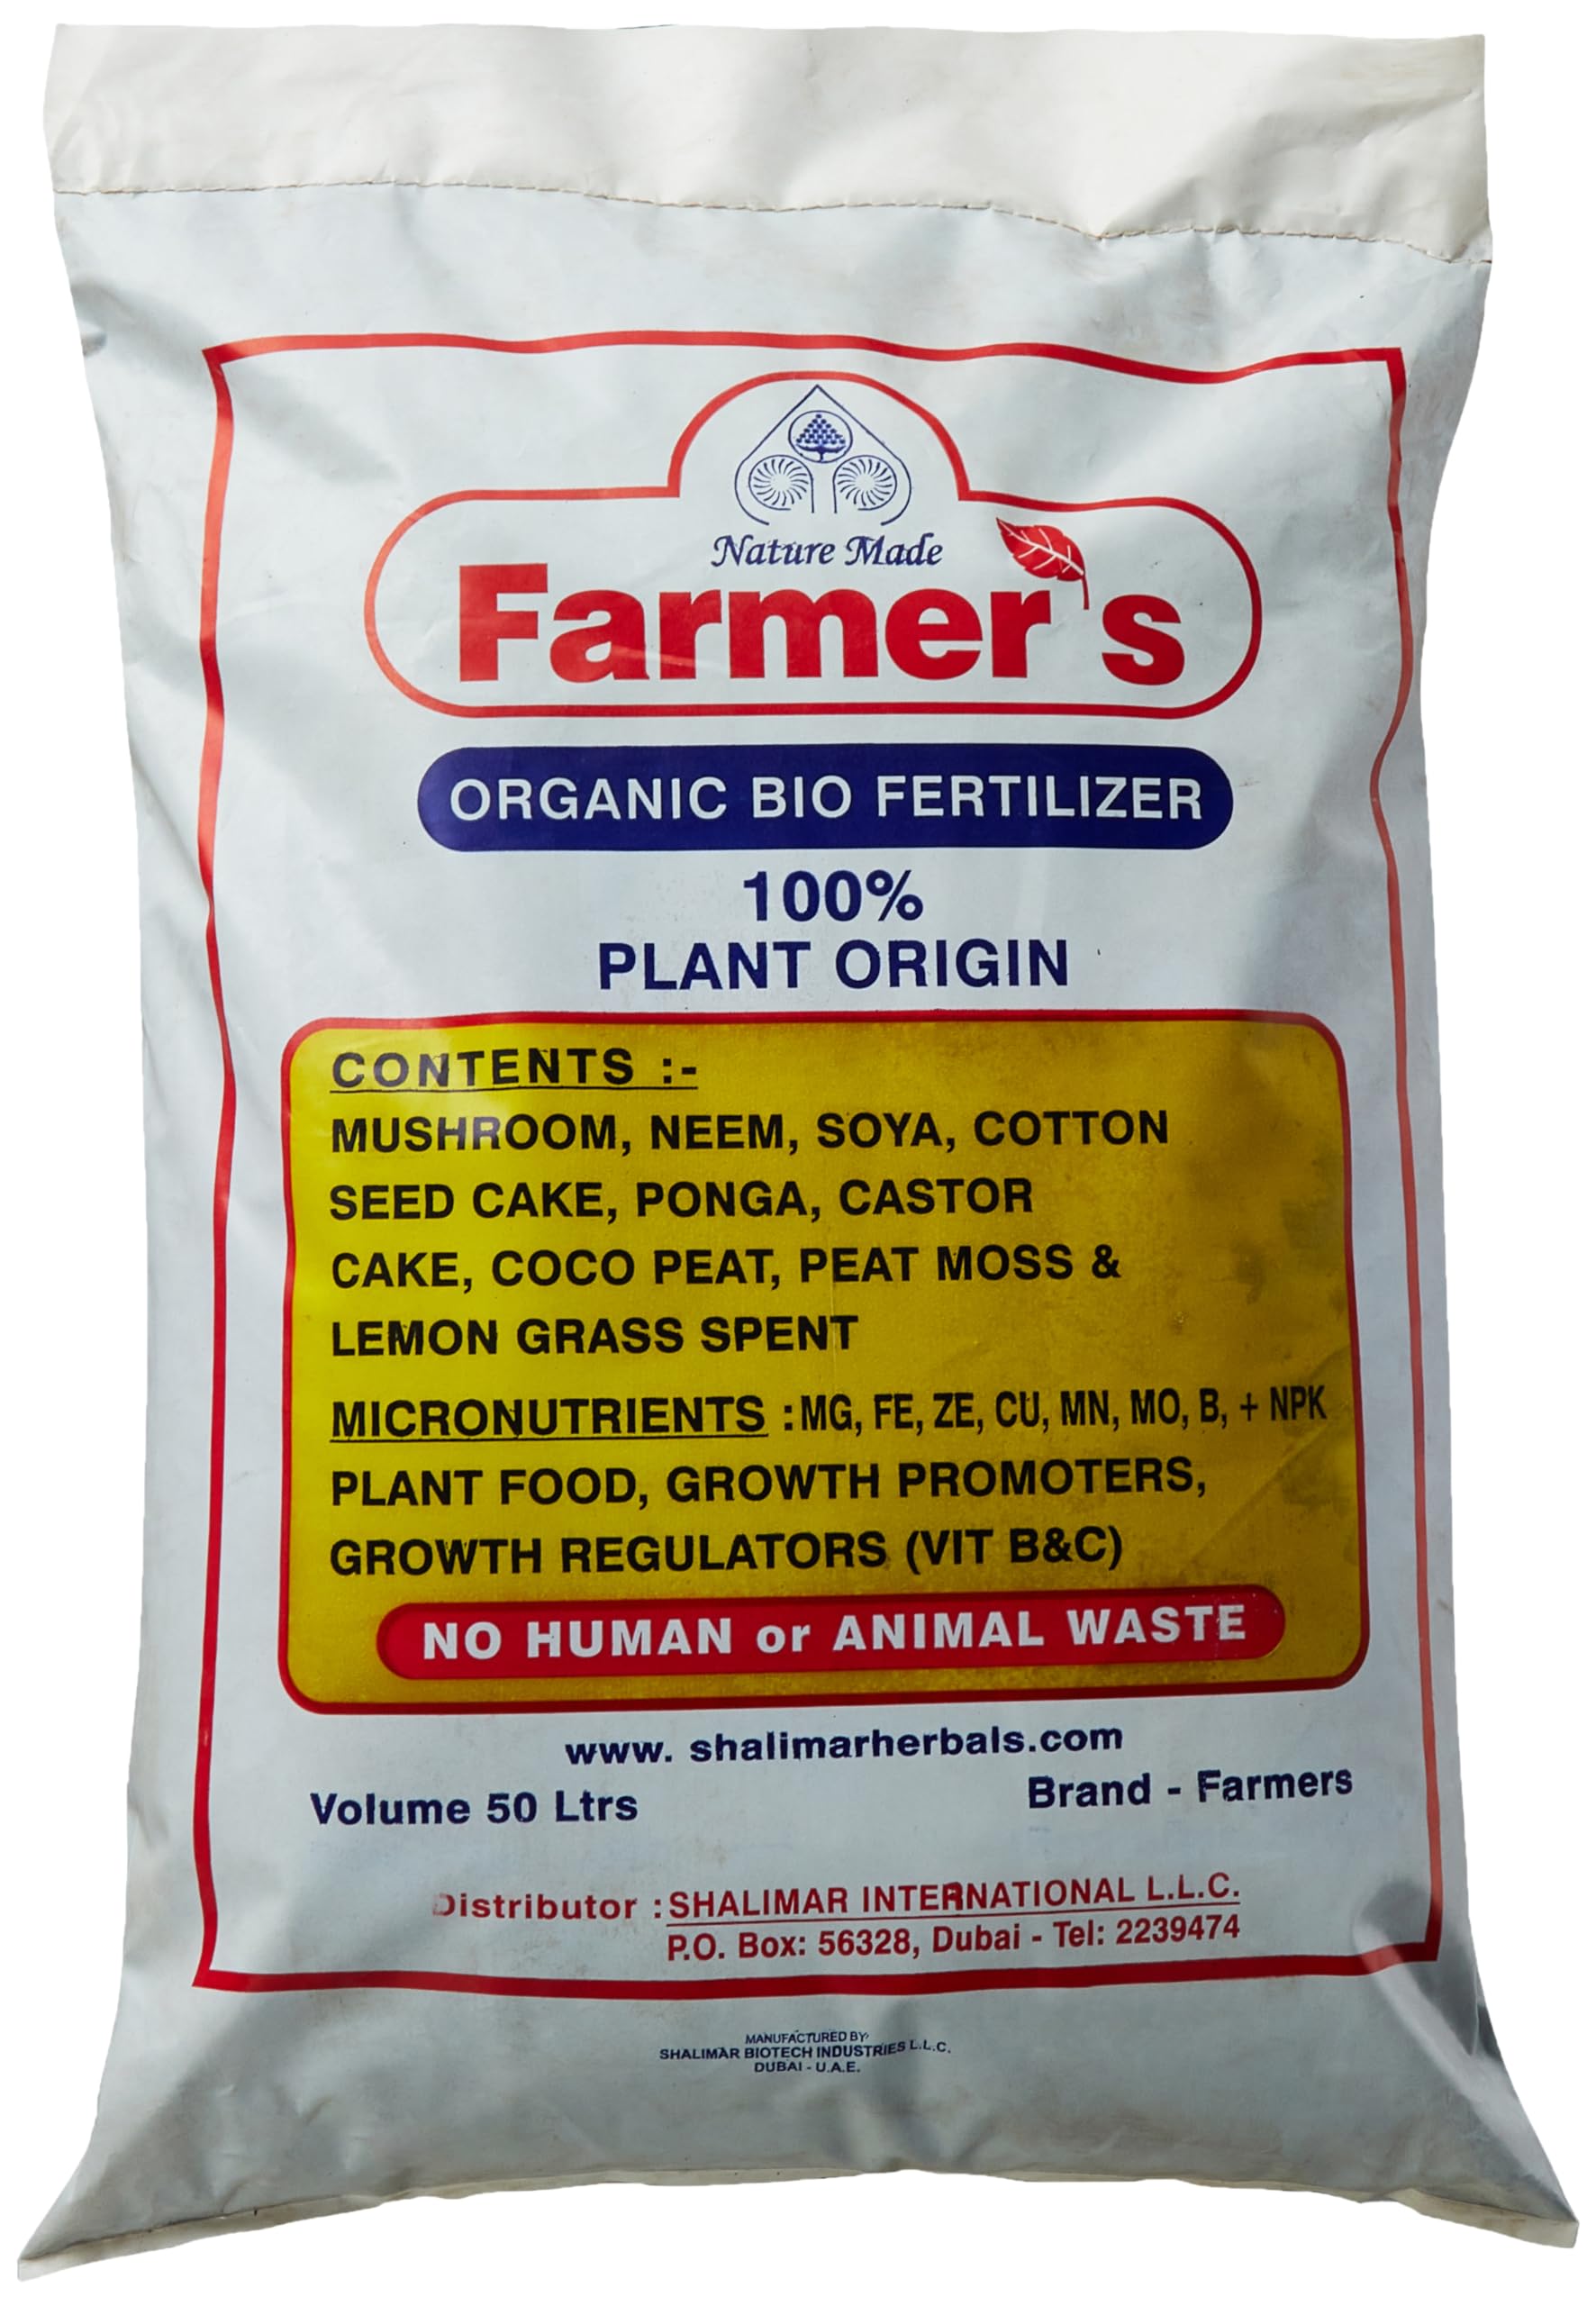 Nature Made
Farmer's
ORGANIC BIO FERTILIZER
100%
PLANT ORIGIN
CONTENTS :-
MUSHROOM, NEEM, SOYA, COTTON
SEED CAKE, PONGA, CASTOR
CAKE, COCO PEAT, PEAT MOSS &
LEMON GRASS SPENT
MICRONUTRIENTS : MG, FE, ZE, CU, MN, MO, B, + NPK
PLANT FOOD, GROWTH PROMOTERS,
GROWTH REGULATORS (VIT B&C)
NO HUMAN or ANIMAL WASTE
www. shalimarherbals.com
Volume 50 Ltrs
Brand - Farmers
Distributor : SHALIMAR INTERNATIONAL L.L.C.
P.O. Box: 56328, Dubai - Tel: 2239474
MANUFACTURED BY:
SHALIMAR BIOTECH INDUSTRIES L.L.C.
DUBAI - U.A.E.